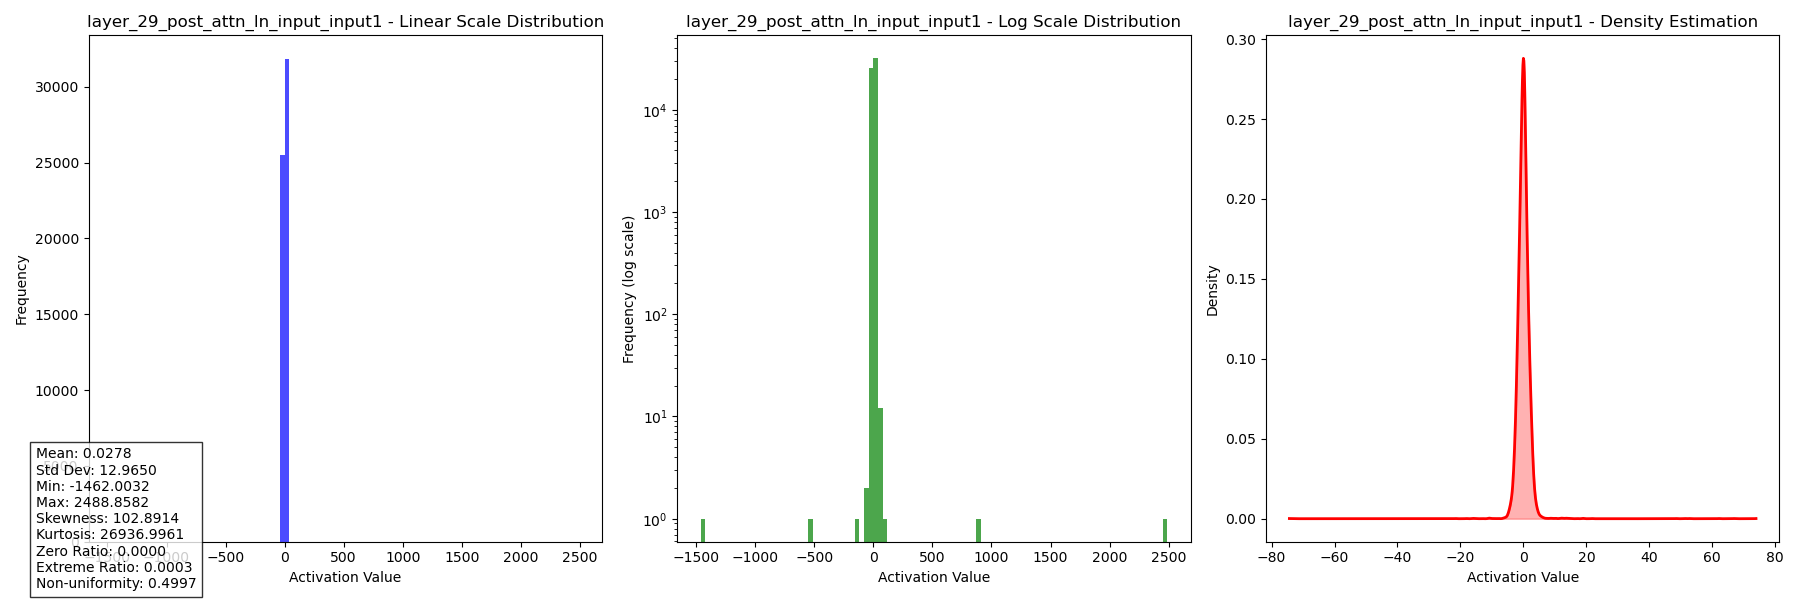 layer_29_post_attn_ln_input_input1 - Linear Scale Distribution
30000
25000
20000
15000
10000
Frequency
−500
0
500
1000
1500
2000
2500
Activation Value
Mean: 0.0278
Std Dev: 12.9650
Min: -1462.0032
Max: 2488.8582
Skewness: 102.8914
Kurtosis: 26936.9961
Zero Ratio: 0.0000
Extreme Ratio: 0.0003
Non-uniformity: 0.4997
layer_29_post_attn_ln_input_input1 - Log Scale Distribution
10⁴
10³
10²
10¹
10⁰
Frequency (log scale)
−1500
−1000
−500
0
500
1000
1500
2000
2500
Activation Value
layer_29_post_attn_ln_input_input1 - Density Estimation
0.30
0.25
0.20
0.15
0.10
0.05
0.00
Density
−80
−60
−40
−20
0
20
40
60
80
Activation Value